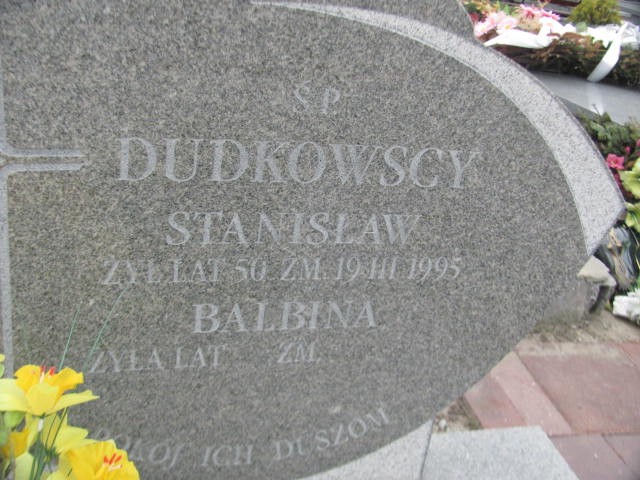 Ś P
DUDKOWSCY
STANISŁAW
ŻYŁ LAT 50 ZM. 19 III 1995
BALBINA
ŻYŁA LAT ZM.
POKÓJ ICH DUSZOM